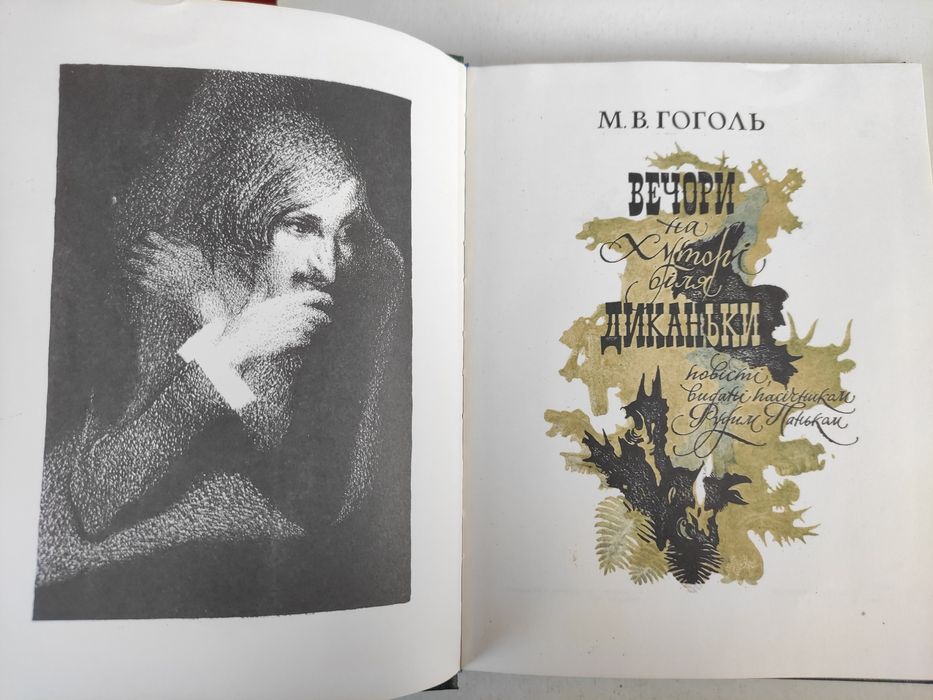 М. В. ГОГОЛЬ
ВЕЧОРИ
на
Хуторі
біля
ДИКАНЬКИ
повісті,
видані пасічником
Рудим Паньком